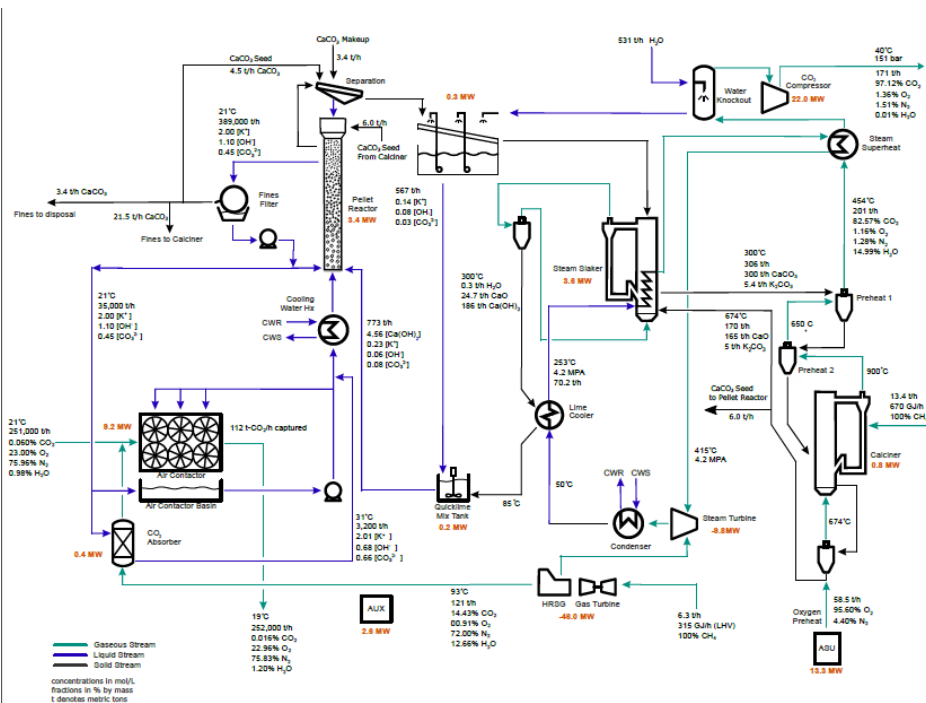 CaCO₃ Makeup
3.4 t/h
CaCO₃ Seed
4.5 t/h CaCO₃
Separation
531 t/h H₂O
40°C
151 bar
171 t/h
97.12% CO₂
1.36% O₂
1.51% N₂
0.01% H₂O
CO₂
Compressor
22.0 MW
Water
Knockout
0.3 MW
21°C
389,000 t/h
2.00 [K⁺]
1.10 [OH⁻]
0.45 [CO₃²⁻]
6.0 t/h
CaCO₃ Seed
From Calciner
Steam
Superheat
3.4 t/h CaCO₃
Fines to disposal
21.5 t/h CaCO₃
Fines to Calciner
Fines
Filter
Pellet
Reactor
3.4 MW
567 t/h
0.14 [K⁺]
0.08 [OH⁻]
0.03 [CO₃²⁻]
454°C
201 t/h
82.57% CO₂
1.16% O₂
1.28% N₂
14.99% H₂O
Steam Slaker
3.6 MW
300°C
0.3 t/h H₂O
24.7 t/h CaO
186 t/h Ca(OH)₂
300°C
306 t/h
300 t/h CaCO₃
5.4 t/h K₂CO₃
Preheat 1
21°C
35,000 t/h
2.00 [K⁺]
1.10 [OH⁻]
0.45 [CO₃²⁻]
Cooling
Water Hx
CWR
CWS
773 t/h
4.56 [Ca(OH)₂]
0.23 [K⁺]
0.06 [OH⁻]
0.08 [CO₃²⁻]
674°C
170 t/h
165 t/h CaO
5 t/h K₂CO₃
650 C
Preheat 2
253°C
4.2 MPA
70.2 t/h
CaCO₃ Seed
to Pellet Reactor
6.0 t/h
900°C
13.4 t/h
670 GJ/h
100% CH₄
Lime
Cooler
21°C
251,000 t/h
0.060% CO₂
23.00% O₂
75.96% N₂
0.98% H₂O
9.2 MW
112 t-CO₂/h captured
Air Contactor
Air Contactor Basin
415°C
4.2 MPA
Calciner
0.8 MW
CWR CWS
50°C
85°C
Quicklime
Mix Tank
0.2 MW
Condenser
Steam Turbine
-8.8MW
674°C
CO₂
Absorber
0.4 MW
31°C
3,200 t/h
2.01 [K⁺ ]
0.68 [OH⁻ ]
0.66 [CO₃²⁻ ]
19°C
252,000 t/h
0.016% CO₂
22.96% O₂
75.83% N₂
1.20% H₂O
AUX
2.6 MW
93°C
121 t/h
14.43% CO₂
00.91% O₂
72.00% N₂
12.66% H₂O
HRSG Gas Turbine
-46.0 MW
6.3 t/h
315 GJ/h (LHV)
100% CH₄
Oxygen
Preheat
58.5 t/h
95.60% O₂
4.40% N₂
ASU
13.3 MW
Gaseous Stream
Liquid Stream
Solid Stream
concentrations in mol/L
fractions in % by mass
t denotes metric tons